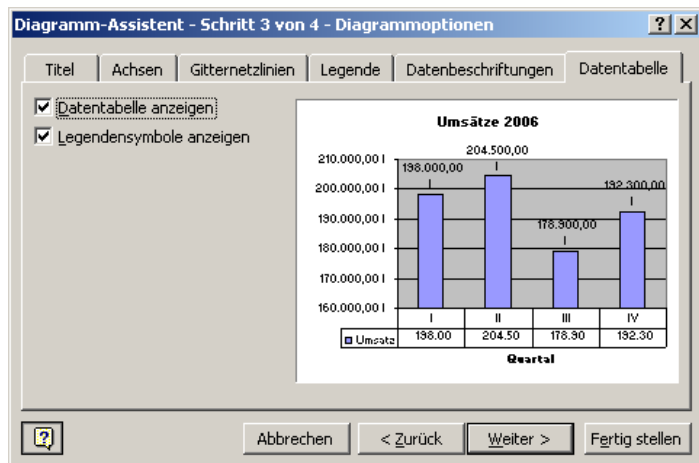 Diagramm-Assistent - Schritt 3 von 4 - Diagrammoptionen
Titel Achsen Gitternetzlinien Legende Datenbeschriftungen Datentabelle
Datentabelle anzeigen
Legendensymbole anzeigen
Umsätze 2006
204.500,00
210.000,00
198.000,00
200.000,00
192.300,00
190.000,00
178.900,00
180.000,00
170.000,00
160.000,00
I II III IV
Umsatz 198.00 204.50 178.90 192.30
Quartal
Abbrechen < Zurück Weiter > Fertig stellen